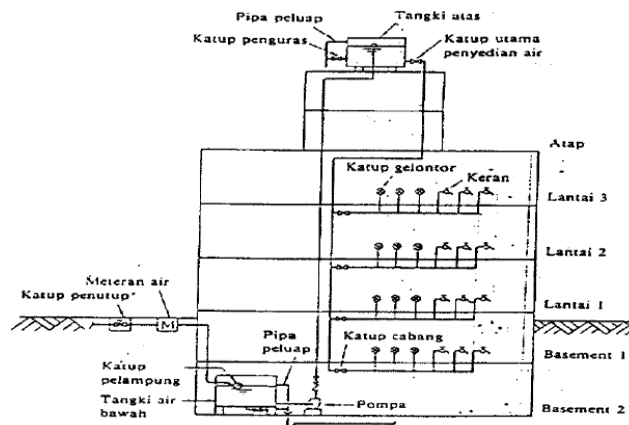 Pipa peluap
Tangki atas
Katup penguras
Katup utama
penyedian air
Atap
Katup gelontor
Keran
Lantai 3
Lantai 2
Meteran air
Katup penutup
Lantai 1
Pipa
peluap
Katup cabang
Basement 1
Katup
pelampung
Tangki air
bawah
Pompa
Basement 2
M